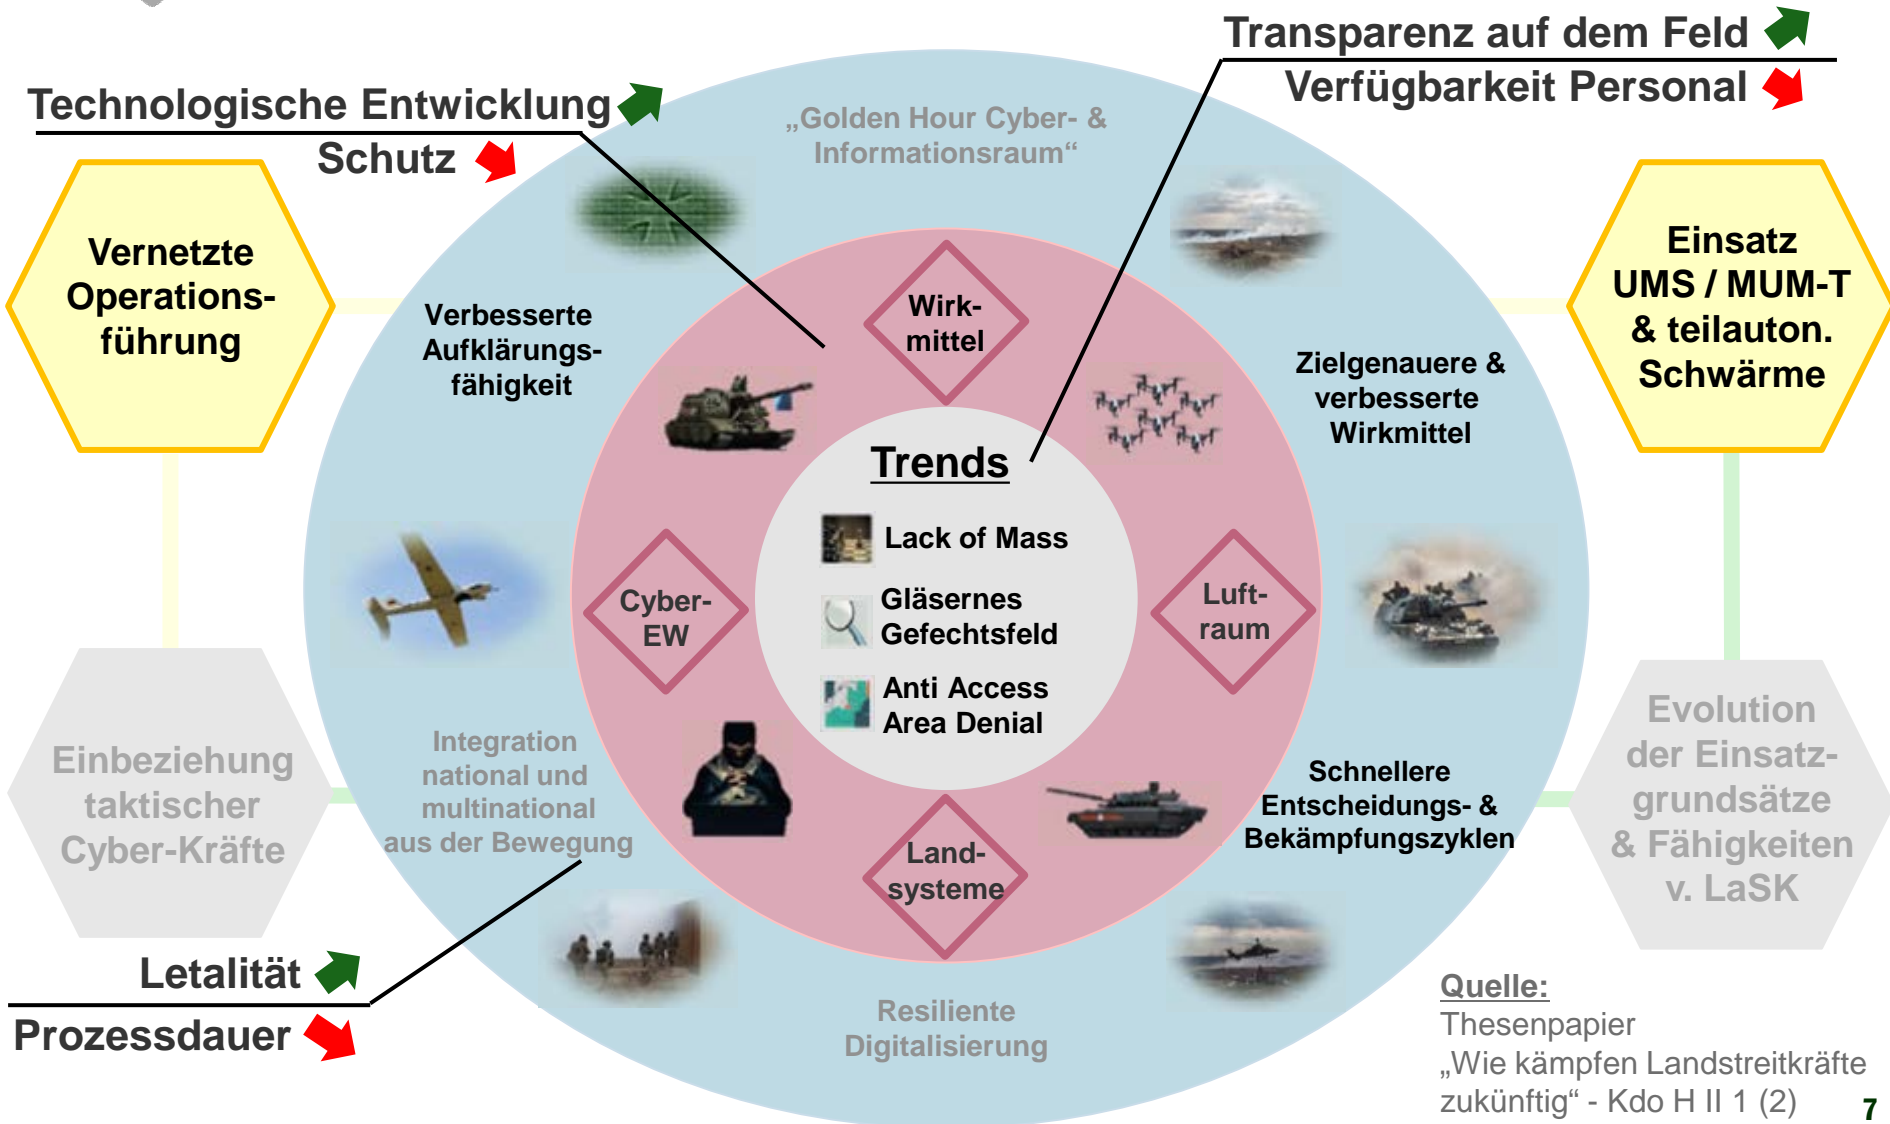 Transparenz auf dem Feld
Verfügbarkeit Personal
Technologische Entwicklung
Schutz
„Golden Hour Cyber- &
Informationsraum“
Vernetzte
Operations-
führung
Einsatz
UMS / MUM-T
& teilauton.
Schwärme
Verbesserte
Aufklärungs-
fähigkeit
Wirk-
mittel
Zielgenauere &
verbesserte
Wirkmittel
Trends
Lack of Mass
Gläsernes
Gefechtsfeld
Anti Access
Area Denial
Cyber-
EW
Luft-
raum
Land-
systeme
Einbeziehung
taktischer
Cyber-Kräfte
Integration
national und
multinational
aus der Bewegung
Schnellere
Entscheidungs- &
Bekämpfungszyklen
Evolution
der Einsatz-
grundsätze
& Fähigkeiten
v. LaSK
Letalität
Prozessdauer
Resiliente
Digitalisierung
Quelle:
Thesenpapier
„Wie kämpfen Landstreitkräfte
zukünftig“ - Kdo H II 1 (2)
7